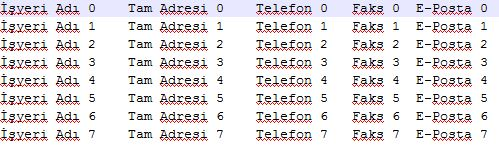 İşveri Adı 0 Tam Adresi 0 Telefon 0 Faks 0 E-Posta 0
İşveri Adı 1 Tam Adresi 1 Telefon 1 Faks 1 E-Posta 1
İşveri Adı 2 Tam Adresi 2 Telefon 2 Faks 2 E-Posta 2
İşveri Adı 3 Tam Adresi 3 Telefon 3 Faks 3 E-Posta 3
İşveri Adı 4 Tam Adresi 4 Telefon 4 Faks 4 E-Posta 4
İşveri Adı 5 Tam Adresi 5 Telefon 5 Faks 5 E-Posta 5
İşveri Adı 6 Tam Adresi 6 Telefon 6 Faks 6 E-Posta 6
İşveri Adı 7 Tam Adresi 7 Telefon 7 Faks 7 E-Posta 7